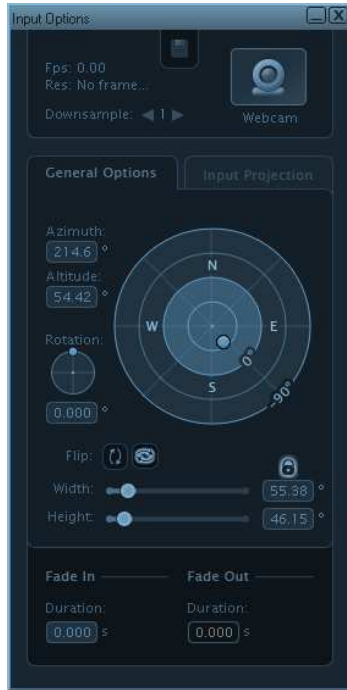 Input Options
Fps: 0.00
Res: No frame...
Downsample: 1
Webcam
General Options
Input Projection
Azimuth:
214.6 °
Altitude:
54.42 °
N
W
E
S
0°
-90°
Rotation:
0.000 °
Flip:
Width:
55.38 °
Height:
46.15 °
Fade In
Fade Out
Duration:
Duration:
0.000 s
0.000 s